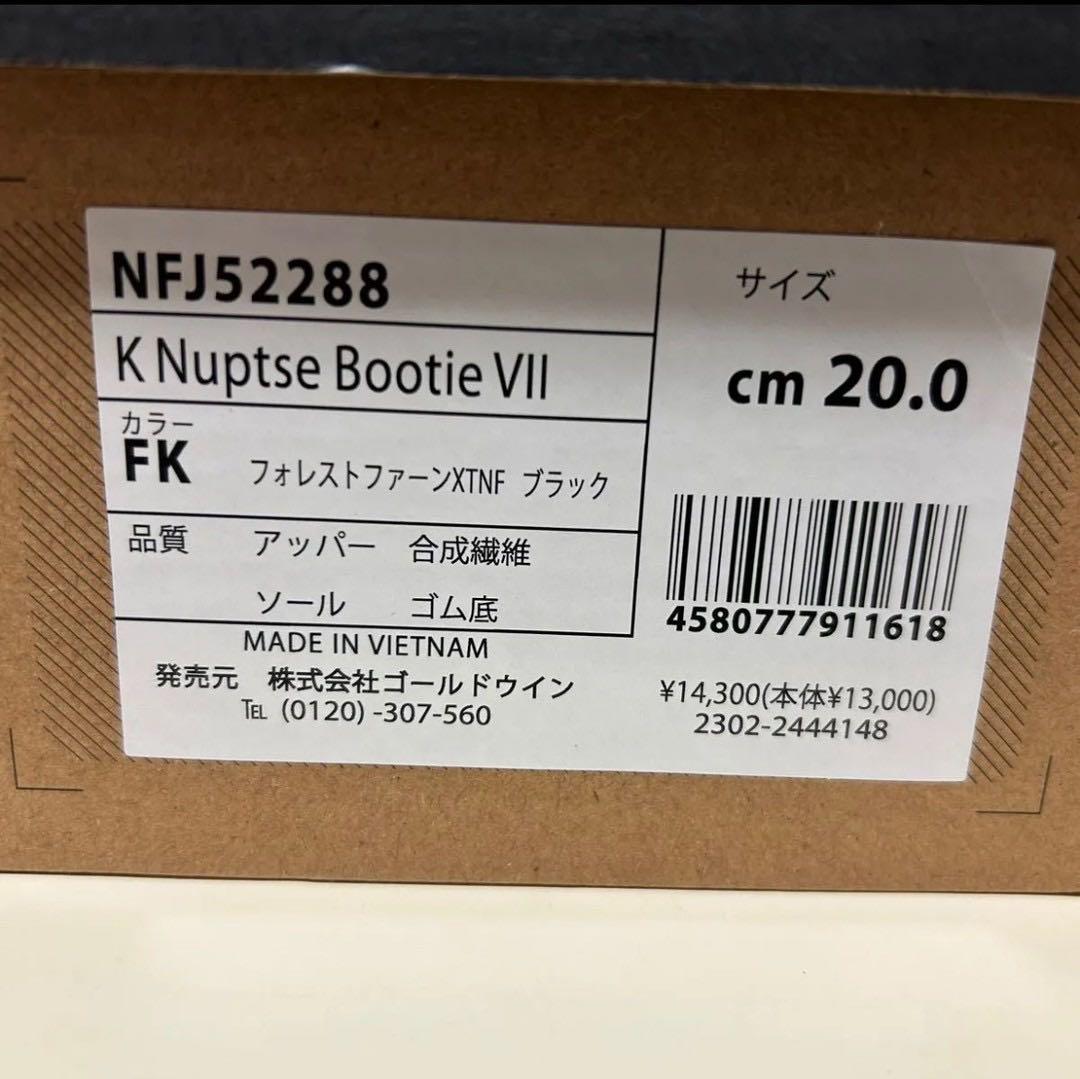 NFJ52288
K Nuptse Bootie VII
カラー
FK フォレストファーンXTNF ブラック
品質 アッパー 合成繊維
ソール ゴム底
MADE IN VIETNAM
発売元 株式会社ゴールドウイン
TEL (0120) -307-560
サイズ
cm 20.0
4580777911618
¥14,300(本体¥13,000)
2302-2444148